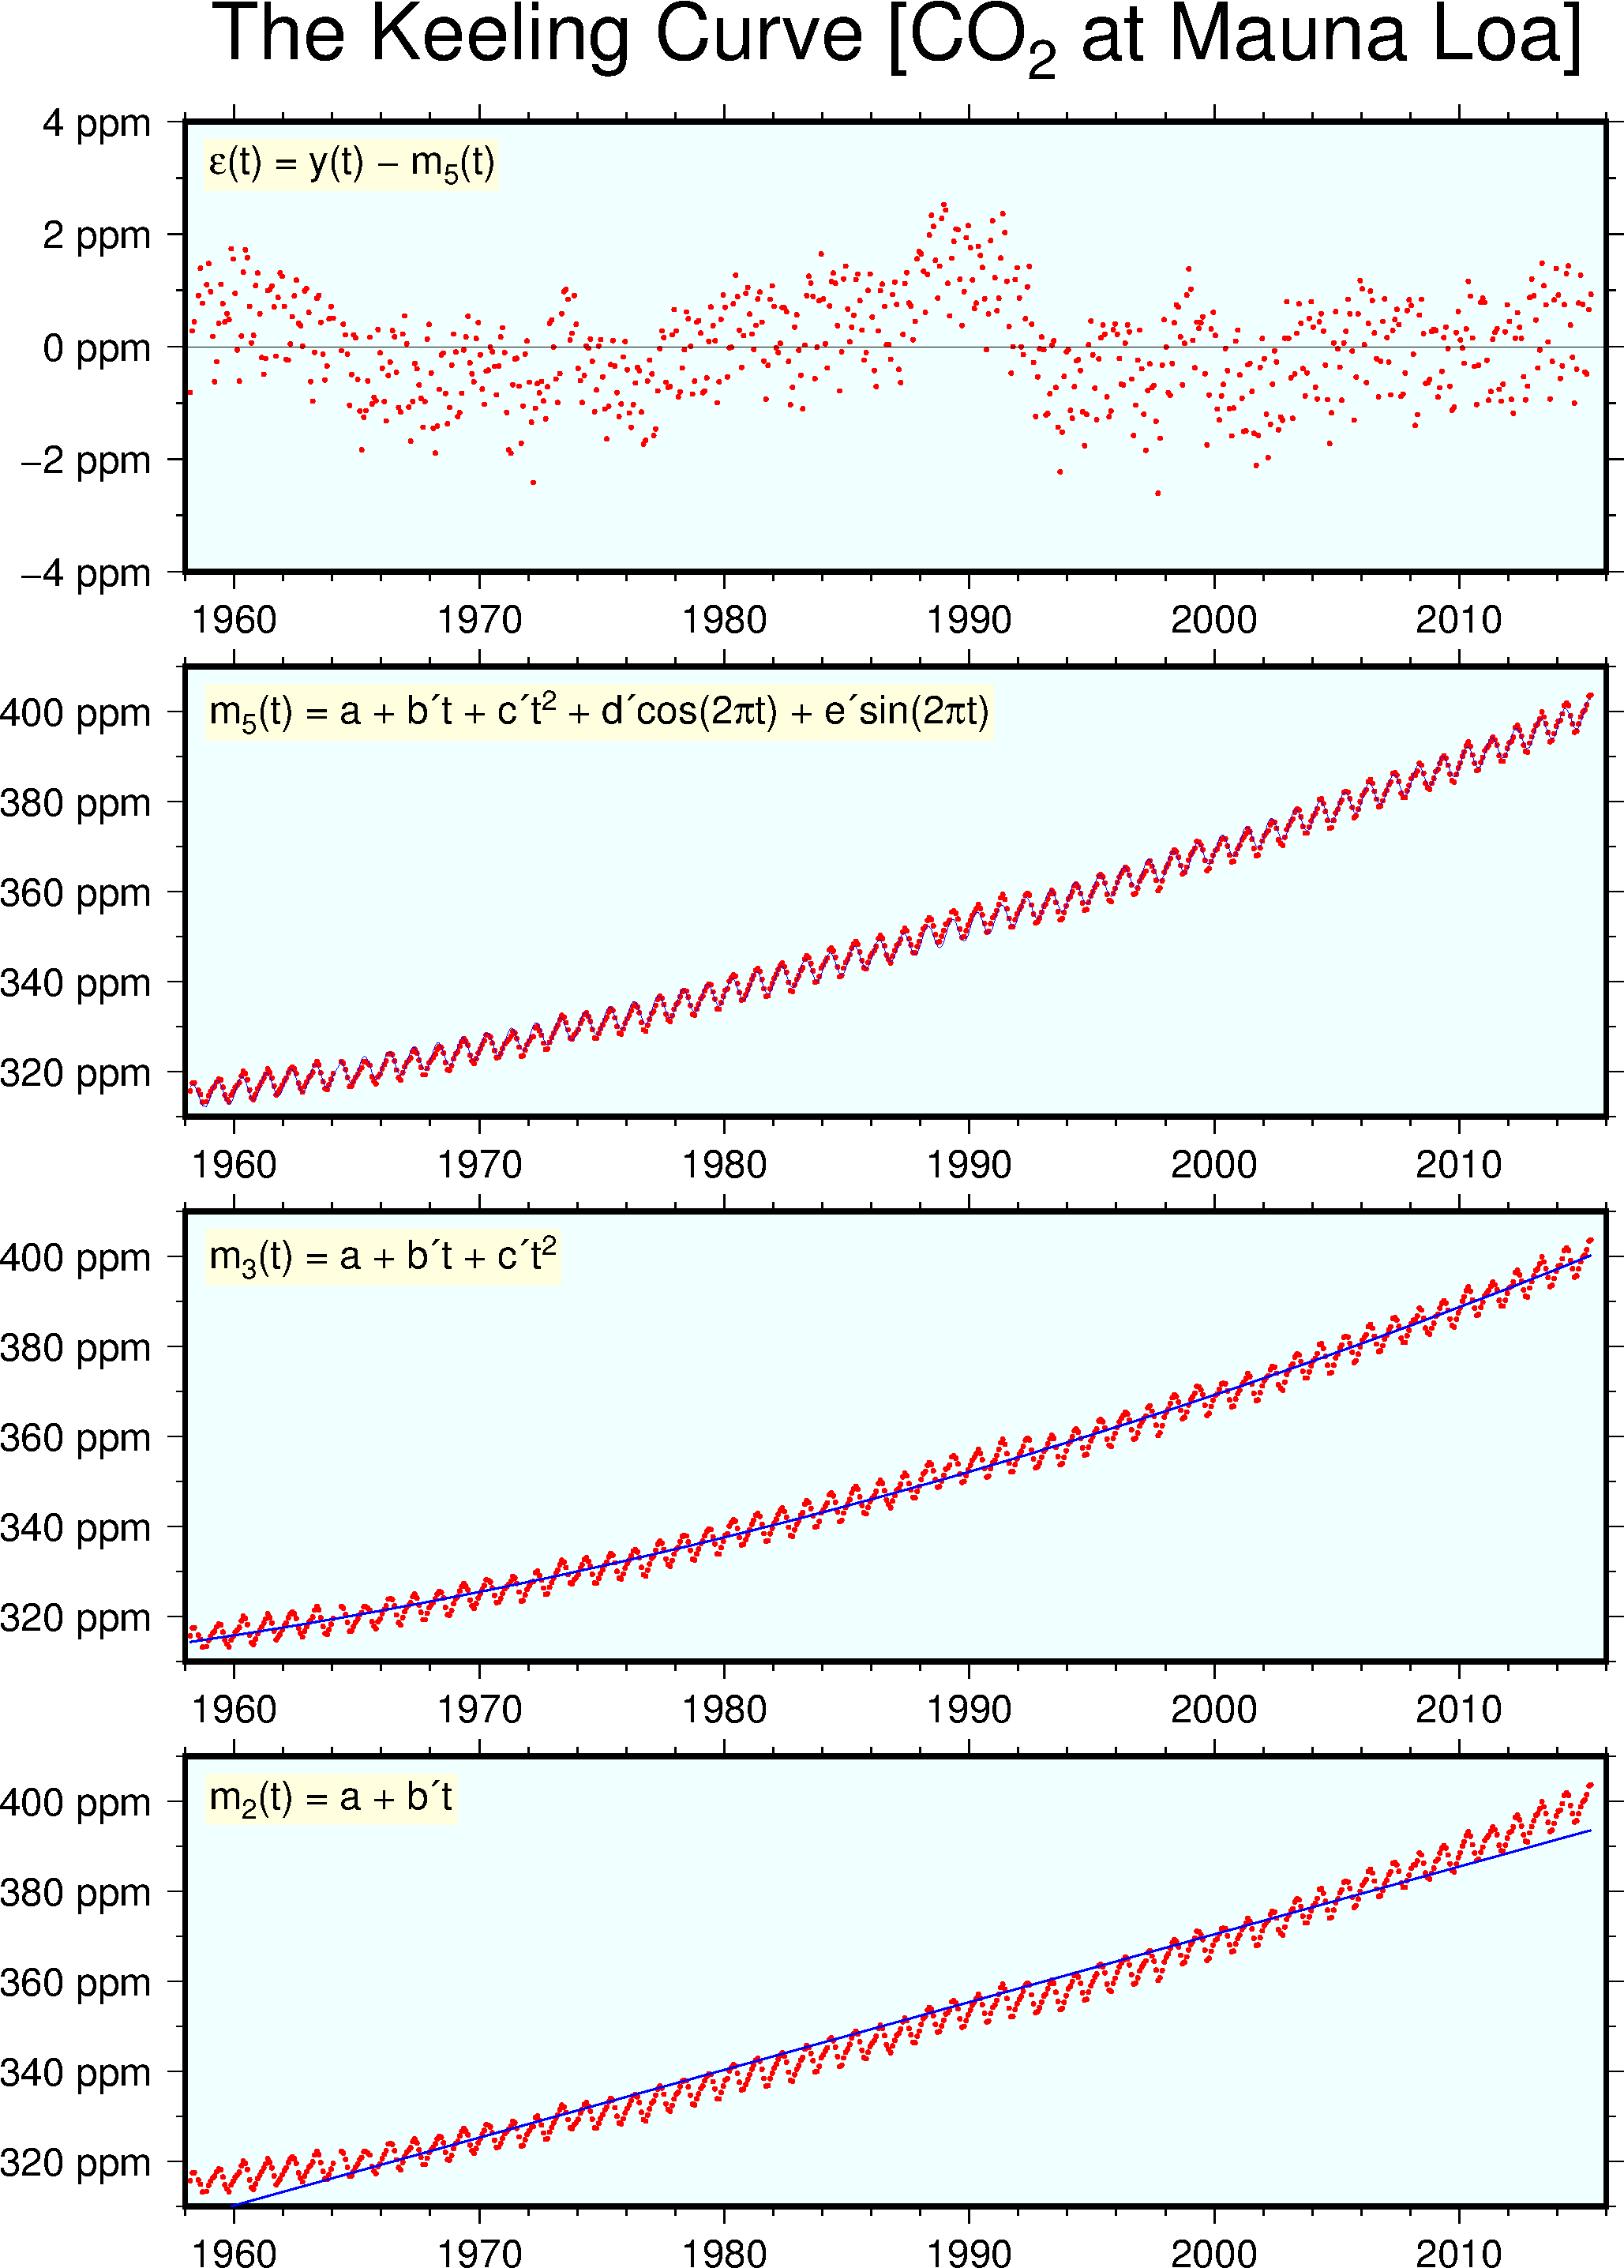 The Keeling Curve [CO₂ at Mauna Loa]
4 ppm
ε(t) = y(t) − m₅(t)
2 ppm
0 ppm
−2 ppm
−4 ppm
1960 1970 1980 1990 2000 2010
400 ppm
m₅(t) = a + b´t + c´t² + d´cos(2πt) + e´sin(2πt)
380 ppm
360 ppm
340 ppm
320 ppm
1960 1970 1980 1990 2000 2010
400 ppm
m₃(t) = a + b´t + c´t²
380 ppm
360 ppm
340 ppm
320 ppm
1960 1970 1980 1990 2000 2010
m₂(t) = a + b´t
400 ppm
380 ppm
360 ppm
340 ppm
320 ppm
1960 1970 1980 1990 2000 2010